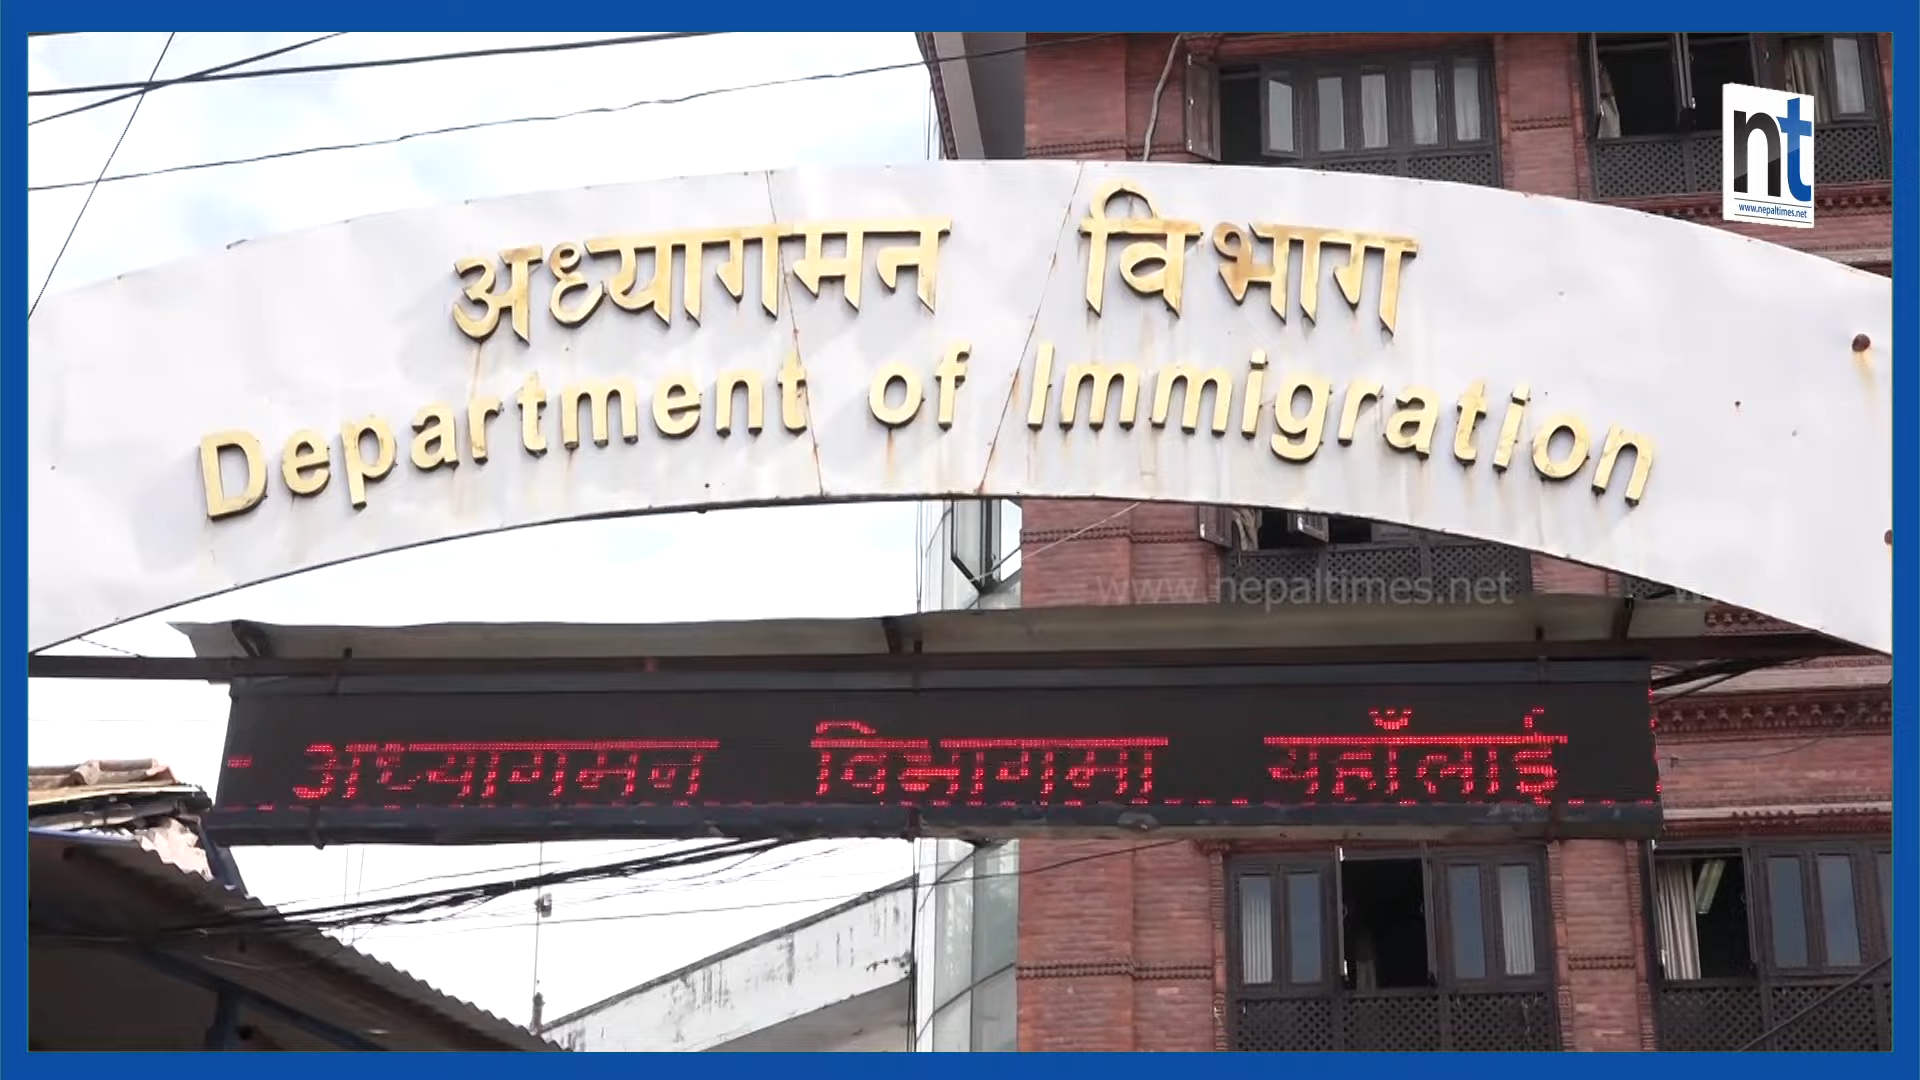 nt
www.nepaltimes.net
अध्यागमन विभाग
Department of Immigration
www.nepaltimes.net
अध्यागमन विभागमा यहाँलाई